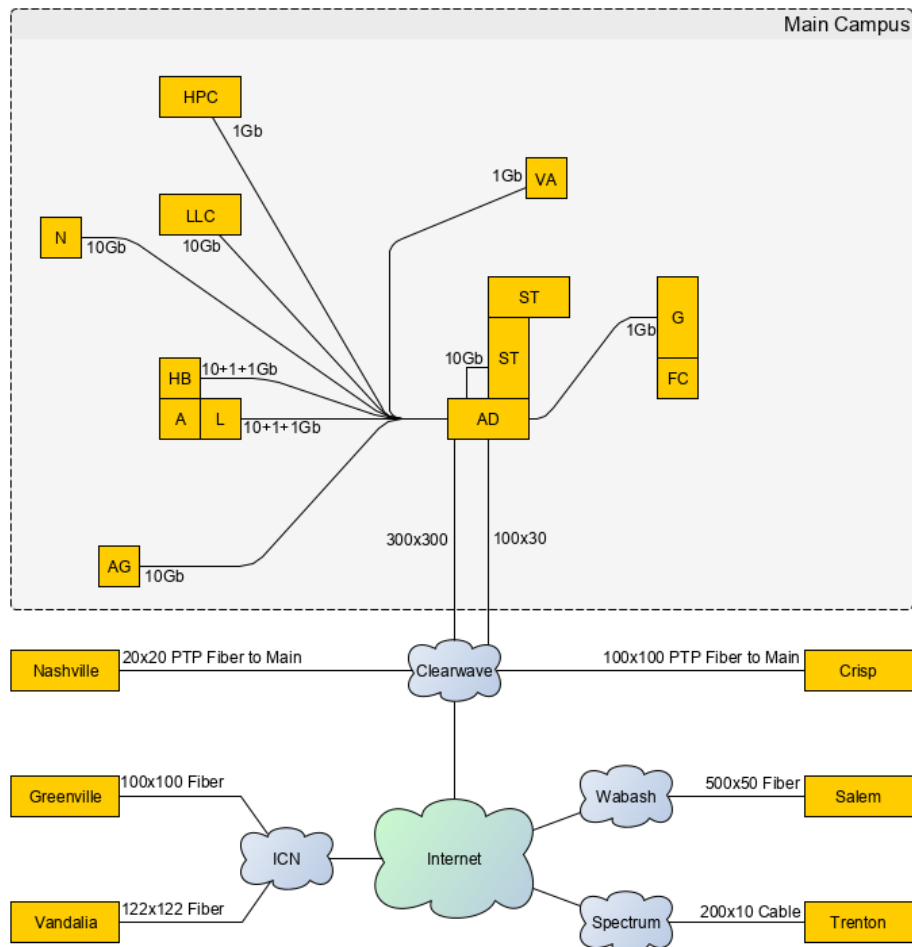 Main Campus
HPC
1Gb
1Gb
VA
LLC
N
10Gb
10Gb
ST
G
1Gb
10Gb
ST
HB
10+1+1Gb
FC
A
L
10+1+1Gb
AD
300x300
100x30
AG
10Gb
Nashville
20x20 PTP Fiber to Main
Clearwave
100x100 PTP Fiber to Main
Crisp
Greenville
100x100 Fiber
Wabash
500x50 Fiber
Salem
ICN
Internet
Vandalia
122x122 Fiber
Spectrum
200x10 Cable
Trenton